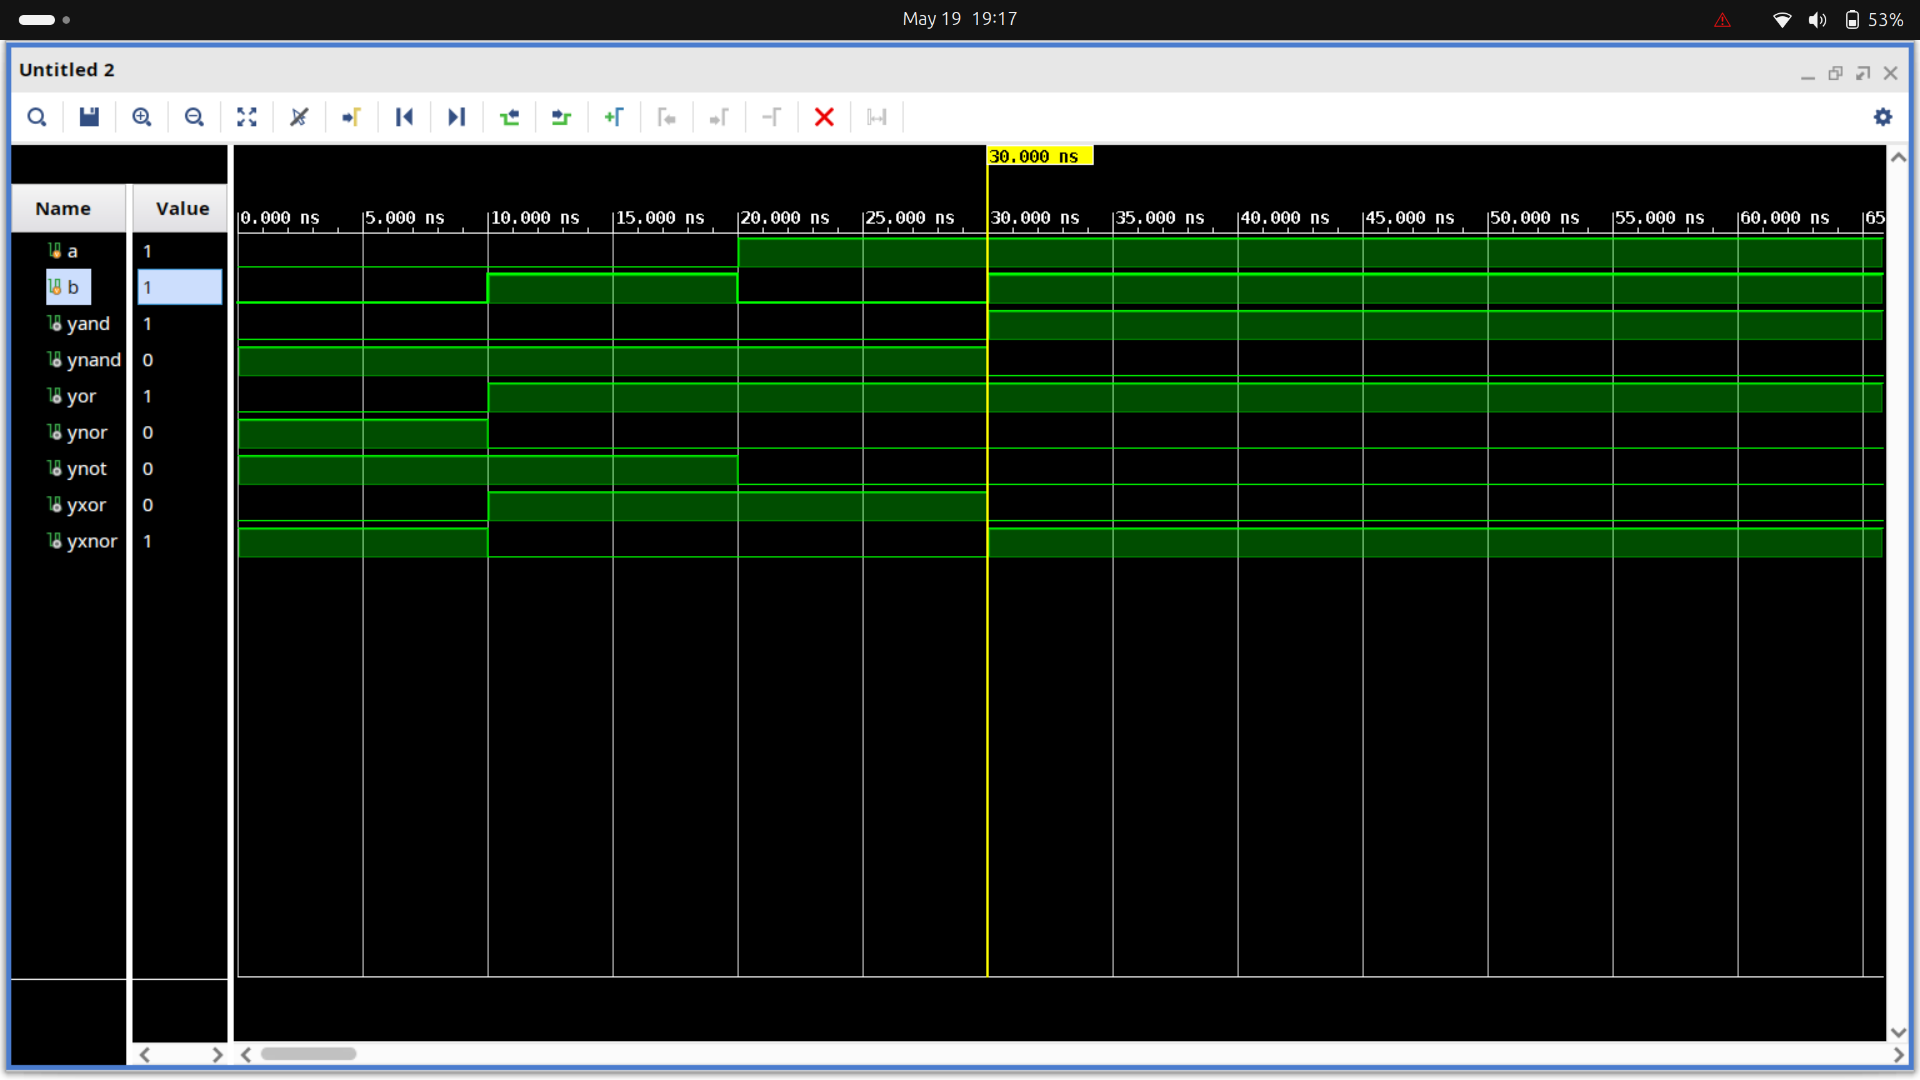 May 19 19:17
53%
Untitled 2
30.000 ns
Name Value
0.000 ns 5.000 ns 10.000 ns 15.000 ns 20.000 ns 25.000 ns 30.000 ns 35.000 ns 40.000 ns 45.000 ns 50.000 ns 55.000 ns 60.000 ns 65
a 1
b 1
yand 1
ynand 0
yor 1
ynor 0
ynot 0
yxor 0
yxnor 1